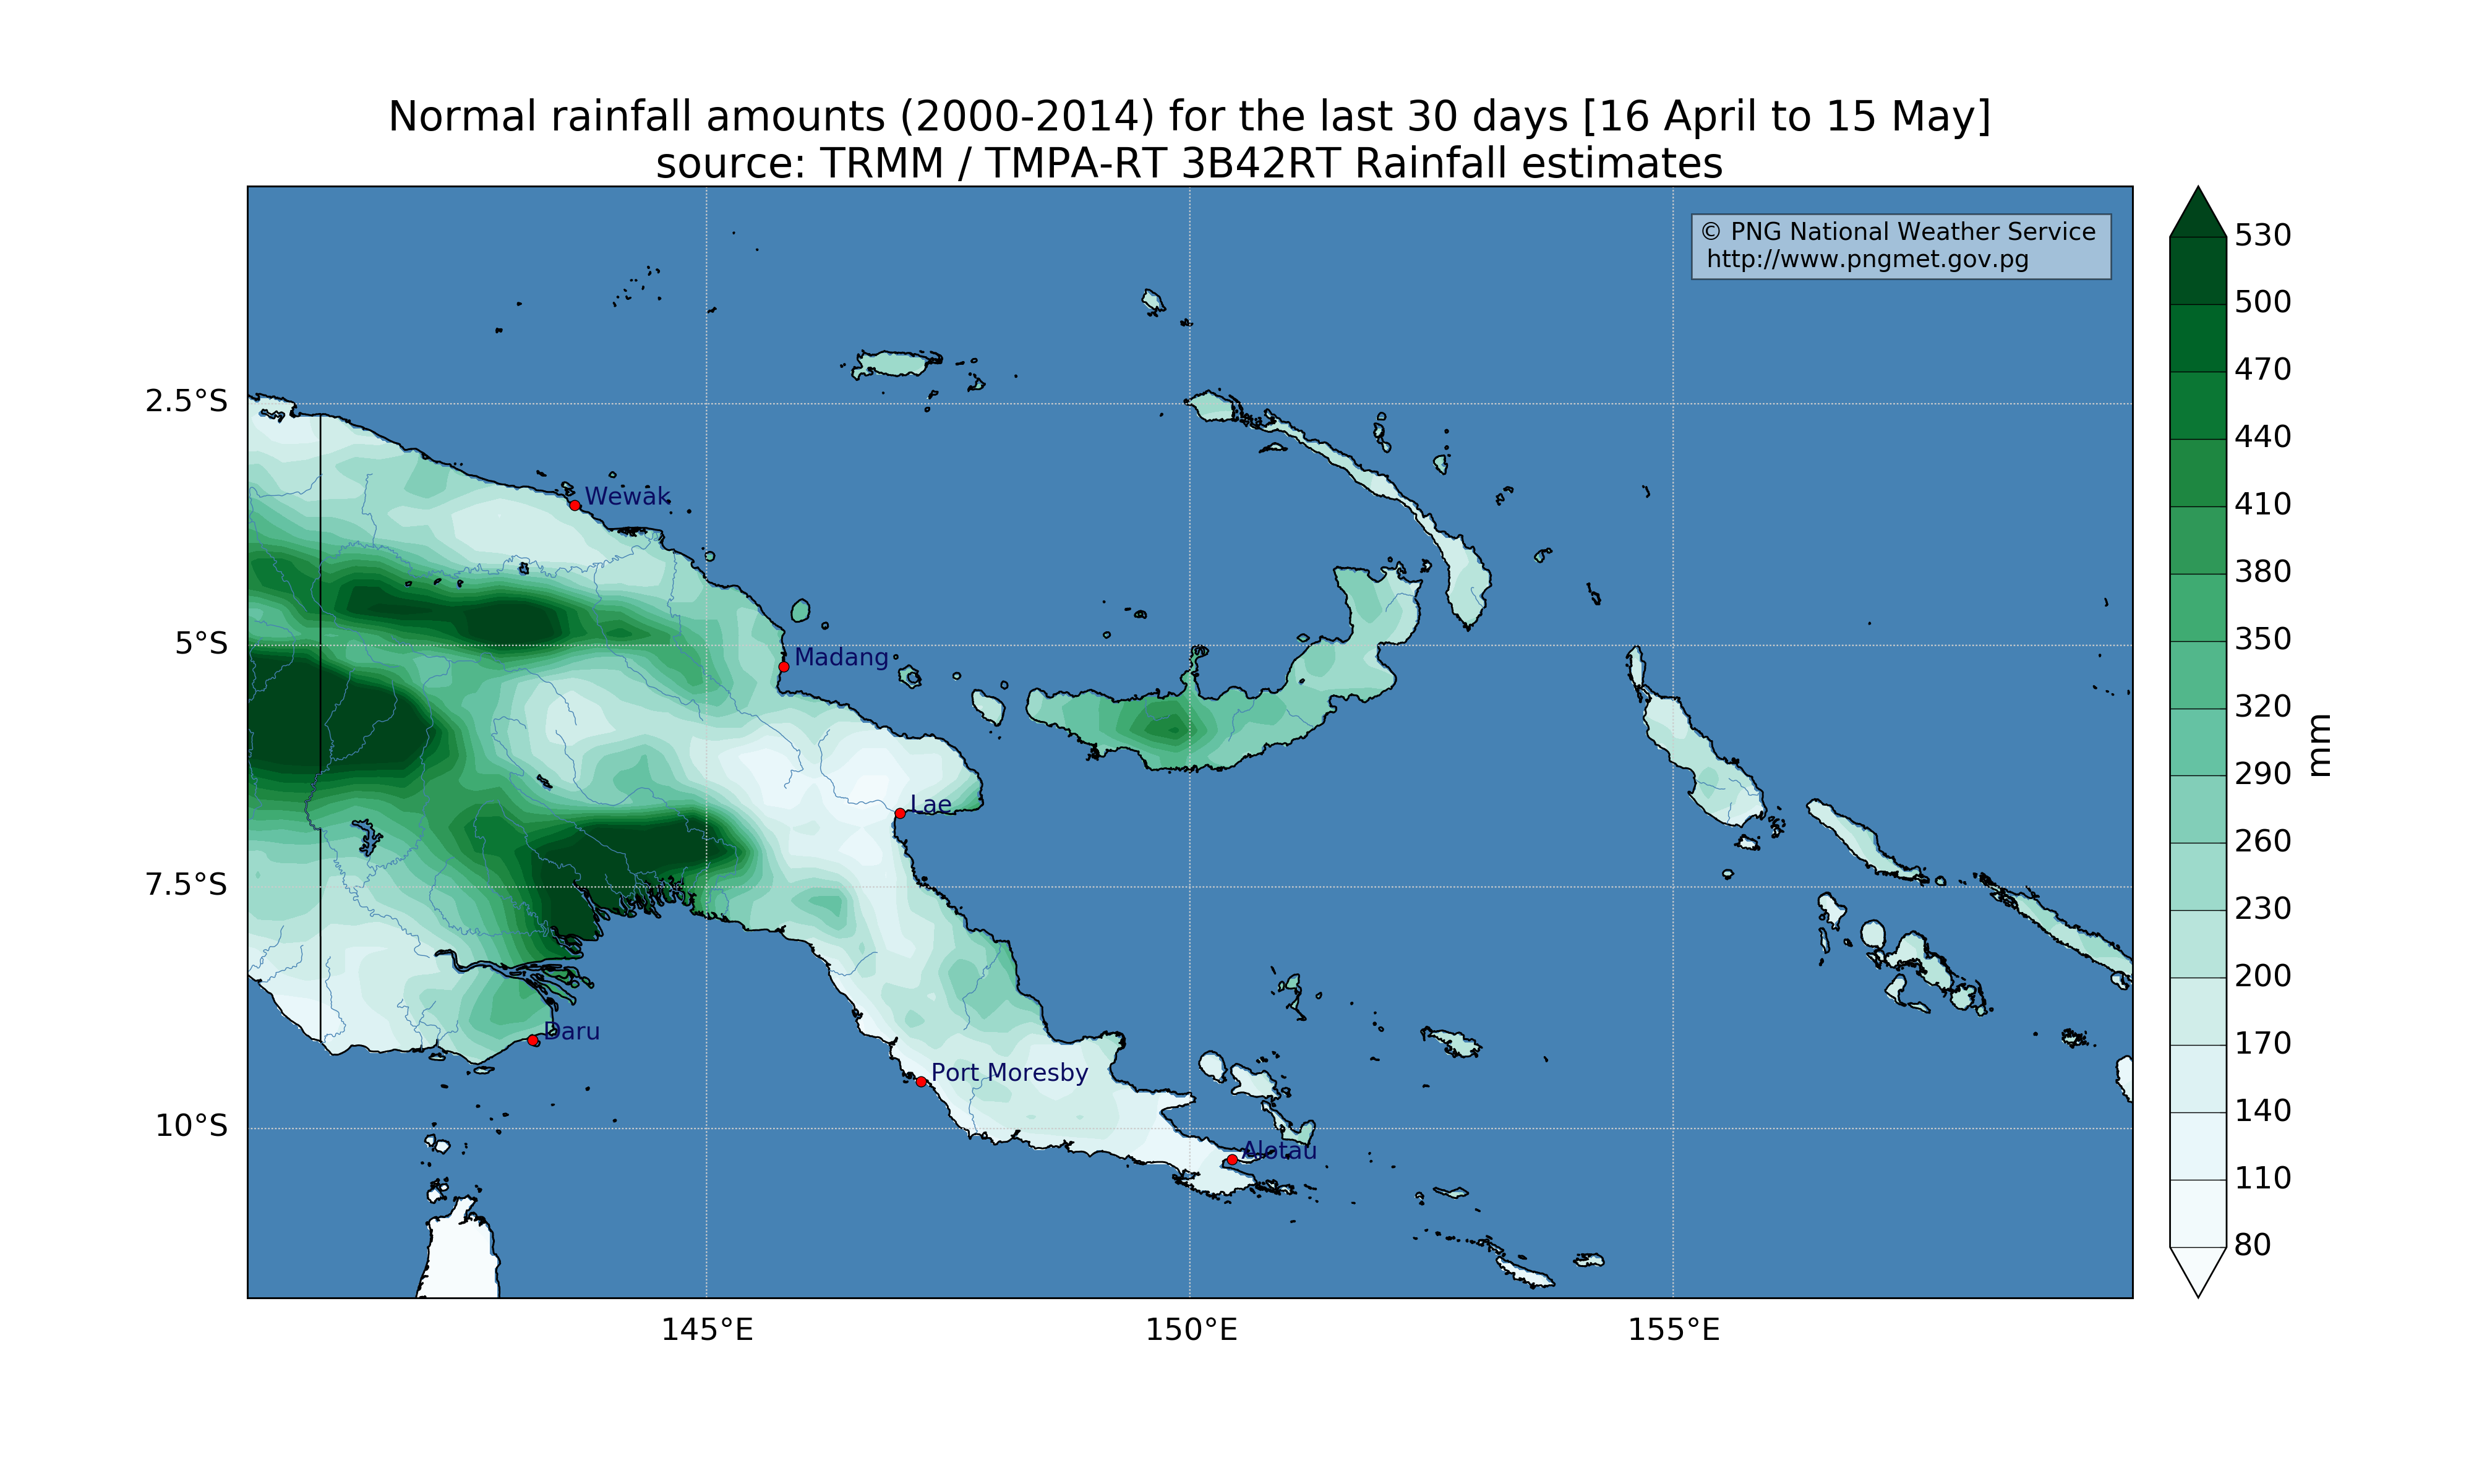 Normal rainfall amounts (2000-2014) for the last 30 days [16 April to 15 May]
source: TRMM / TMPA-RT 3B42RT Rainfall estimates
© PNG National Weather Service
http://www.pngmet.gov.pg
2.5°S
5°S
7.5°S
10°S
145°E
150°E
155°E
Wewak
Madang
Lae
Daru
Port Moresby
Alotau
530
500
470
440
410
380
350
320
290
260
230
200
170
140
110
80
mm